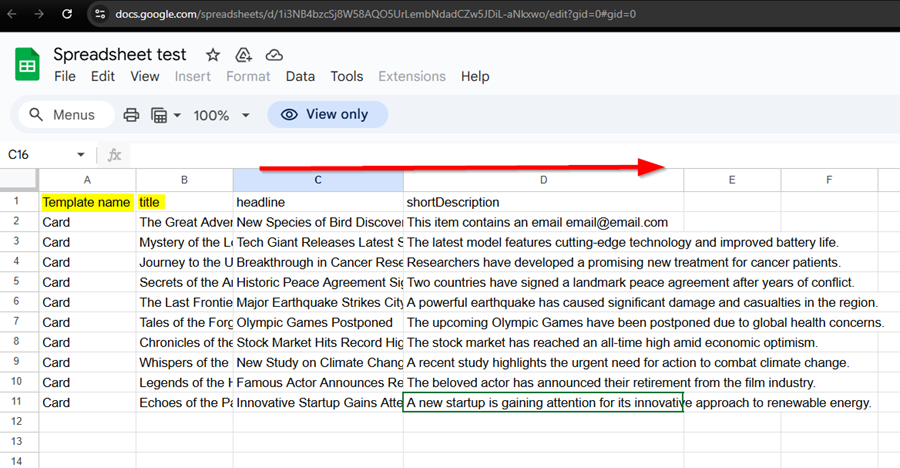 docs.google.com/spreadsheets/d/1i3NB4bzcSj8W58AQO5UrLembNdadCZw5JDiL-aNkxwo/edit?gid=0#gid=0
Spreadsheet test
File Edit View Insert Format Data Tools Extensions Help
Menus 100% View only
C16 fx
A B C D E F
1 Template name title headline shortDescription
2 Card The Great Adver New Species of Bird Discover This item contains an email email@email.com
3 Card Mystery of the Lo Tech Giant Releases Latest S The latest model features cutting-edge technology and improved battery life.
4 Card Journey to the U Breakthrough in Cancer Rese Researchers have developed a promising new treatment for cancer patients.
5 Card Secrets of the Ar Historic Peace Agreement Sig Two countries have signed a landmark peace agreement after years of conflict.
6 Card The Last Frontie Major Earthquake Strikes City A powerful earthquake has caused significant damage and casualties in the region.
7 Card Tales of the Forg Olympic Games Postponed The upcoming Olympic Games have been postponed due to global health concerns.
8 Card Chronicles of the Stock Market Hits Record Hig The stock market has reached an all-time high amid economic optimism.
9 Card Whispers of the New Study on Climate Chang A recent study highlights the urgent need for action to combat climate change.
10 Card Legends of the H Famous Actor Announces Re The beloved actor has announced their retirement from the film industry.
11 Card Echoes of the Pa Innovative Startup Gains Atte A new startup is gaining attention for its innovative approach to renewable energy.
12
13
14